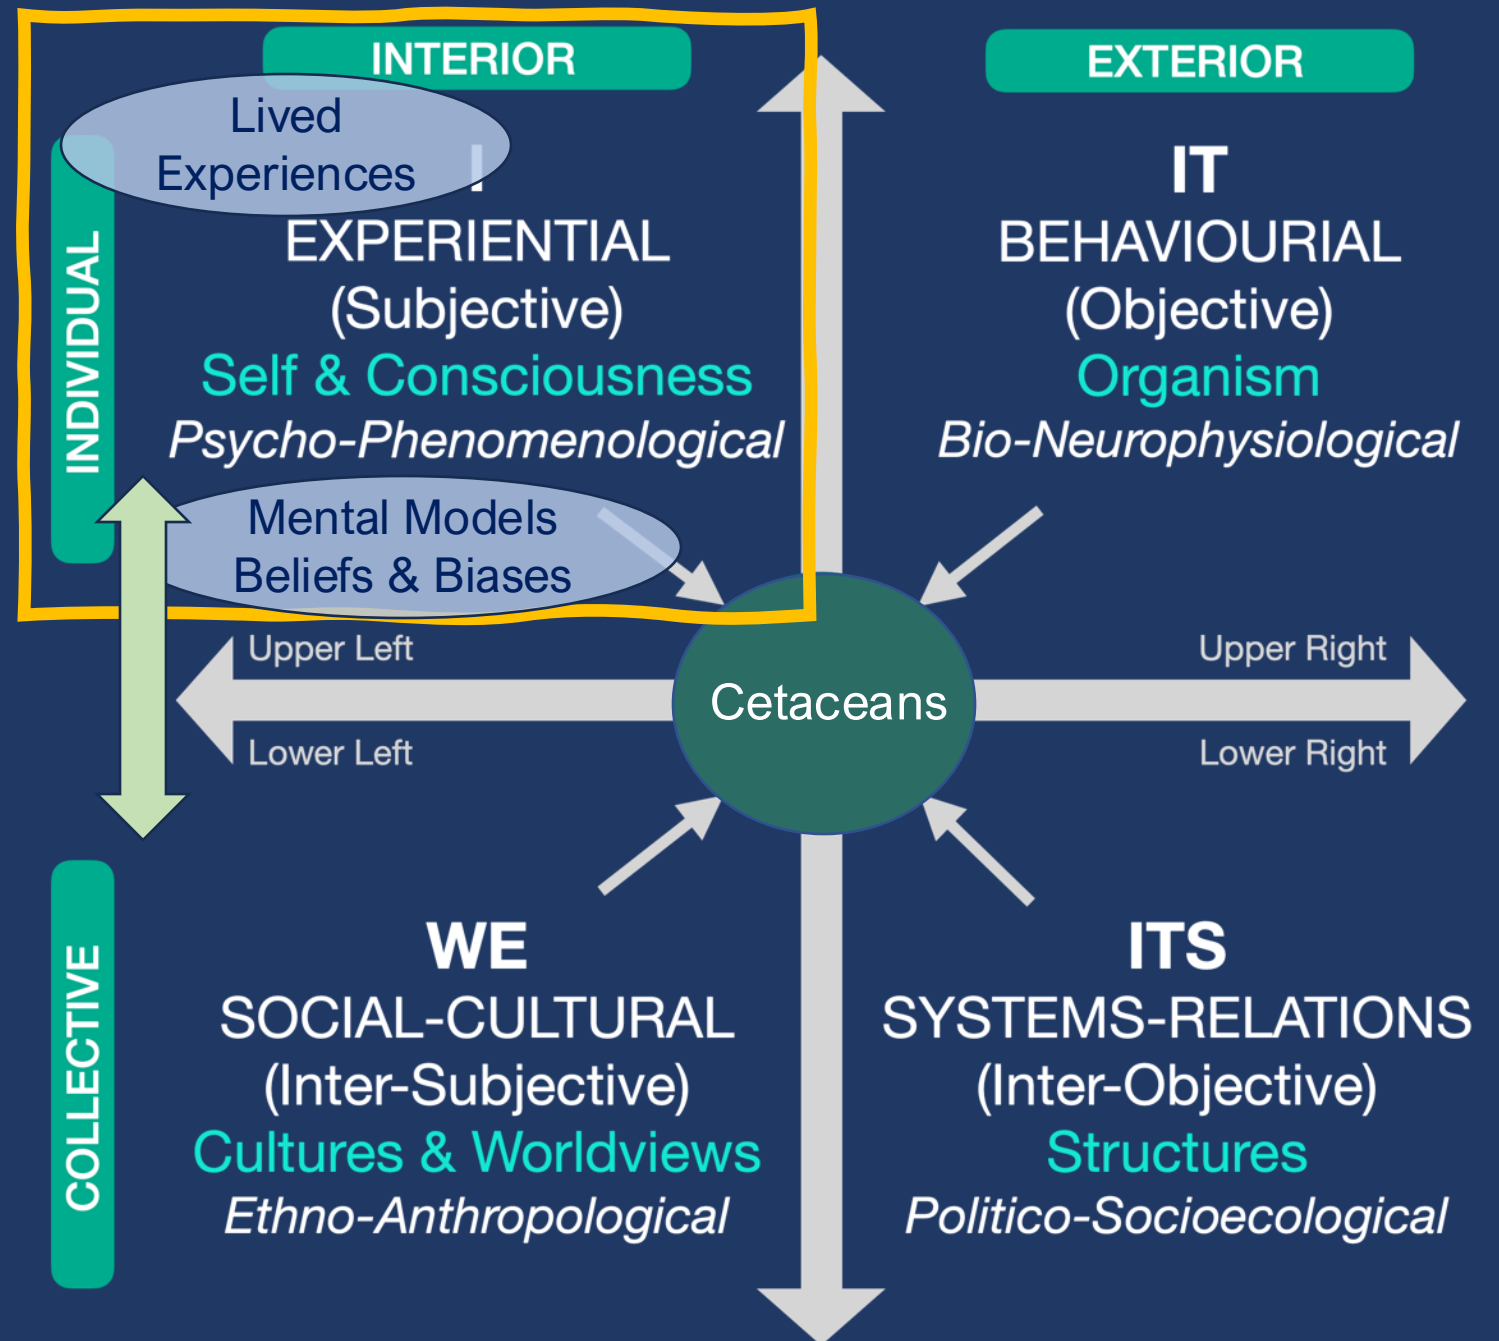 INTERIOR
EXTERIOR
INDIVIDUAL
Lived
Experiences
I
EXPERIENTIAL
(Subjective)
Self & Consciousness
Psycho-Phenomenological
Mental Models
Beliefs & Biases
IT
BEHAVIOURIAL
(Objective)
Organism
Bio-Neurophysiological
Upper Left
Upper Right
Cetaceans
Lower Left
Lower Right
COLLECTIVE
WE
SOCIAL-CULTURAL
(Inter-Subjective)
Cultures & Worldviews
Ethno-Anthropological
ITS
SYSTEMS-RELATIONS
(Inter-Objective)
Structures
Politico-Socioecological